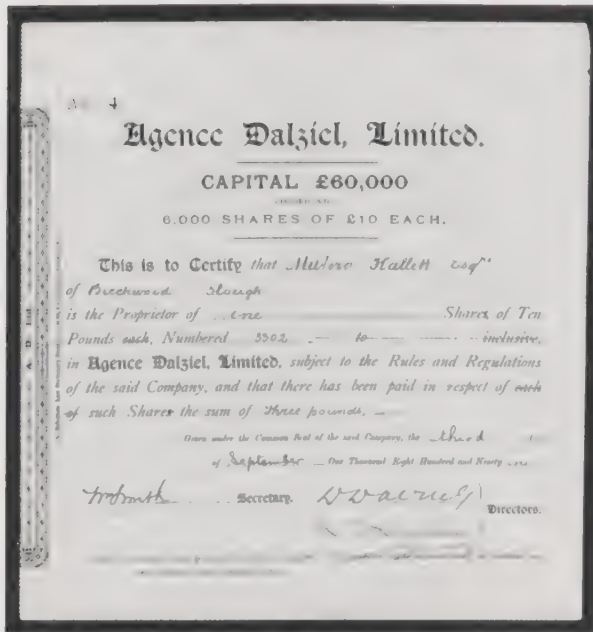 4
Agence Dalziel, Limited.
CAPITAL £60,000
6,000 SHARES OF £10 EACH.
This is to Certify that Hallett Esqre
of Beechwood Slough
is the Proprietor of one Shares of Ten
Pounds each, Numbered 3302 — to — inclusive,
in Agence Dalziel, Limited, subject to the Rules and Regulations
of the said Company, and that there has been paid in respect of each
of such Shares the sum of three pounds. —
Given under the Common Seal of the said Company, the third
of September — One Thousand Eight Hundred and Ninety one
Secretary.
Directors.